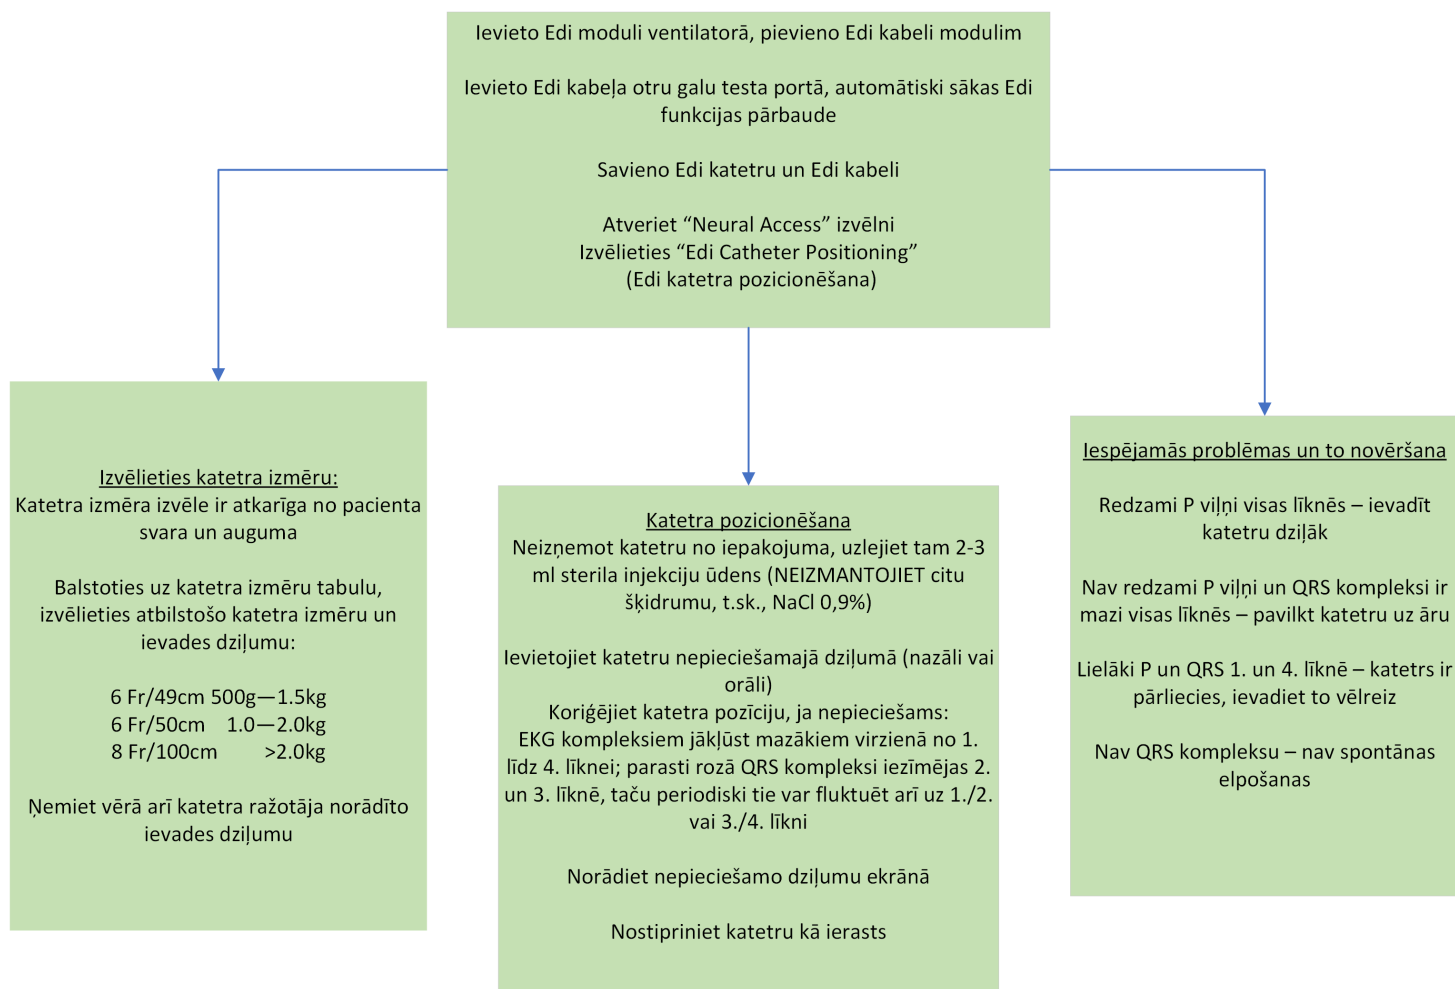 Ievieto Edi moduli ventilatorā, pievieno Edi kabeli modulim
Ievieto Edi kabeļa otru galu testa portā, automātiski sākas Edi
funkcijas pārbaude
Savieno Edi katetru un Edi kabeli
Atveriet “Neural Access” izvēlni
Izvēlieties “Edi Catheter Positioning”
(Edi katetra pozicionēšana)
Izvēlieties katetra izmēru:
Katetra izmēra izvēle ir atkarīga no pacienta
svara un auguma
Balstoties uz katetra izmēru tabulu,
izvēlieties atbilstošo katetra izmēru un
ievades dziļumu:
6 Fr/49cm 500g—1.5kg
6 Fr/50cm 1.0—2.0kg
8 Fr/100cm >2.0kg
Ņemiet vērā arī katetra ražotāja norādīto
ievades dziļumu
Katetra pozicionēšana
Neizņemot katetru no iepakojuma, uzlejiet tam 2-3
ml sterila injekciju ūdens (NEIZMANTOJIET citu
šķidrumu, t.sk., NaCl 0,9%)
Ievietojiet katetru nepieciešamajā dziļumā (nazāli vai
orāli)
Koriģējiet katetra pozīciju, ja nepieciešams:
EKG kompleksiem jākļūst mazākiem virzienā no 1.
līdz 4. līknei; parasti rozā QRS kompleksi iezīmējas 2.
un 3. līknē, taču periodiski tie var fluktuēt arī uz 1./2.
vai 3./4. līkni
Norādiet nepieciešamo dziļumu ekrānā
Nostipriniet katetru kā ierasts
Iespējamās problēmas un to novēršana
Redzami P viļņi visas līknēs – ievadīt
katetru dziļāk
Nav redzami P viļņi un QRS kompleksi ir
mazi visas līknēs – pavilkt katetru uz āru
Lielāki P un QRS 1. un 4. līknē – katetrs ir
pārliecies, ievadiet to vēlreiz
Nav QRS kompleksu – nav spontānas
elpošanas